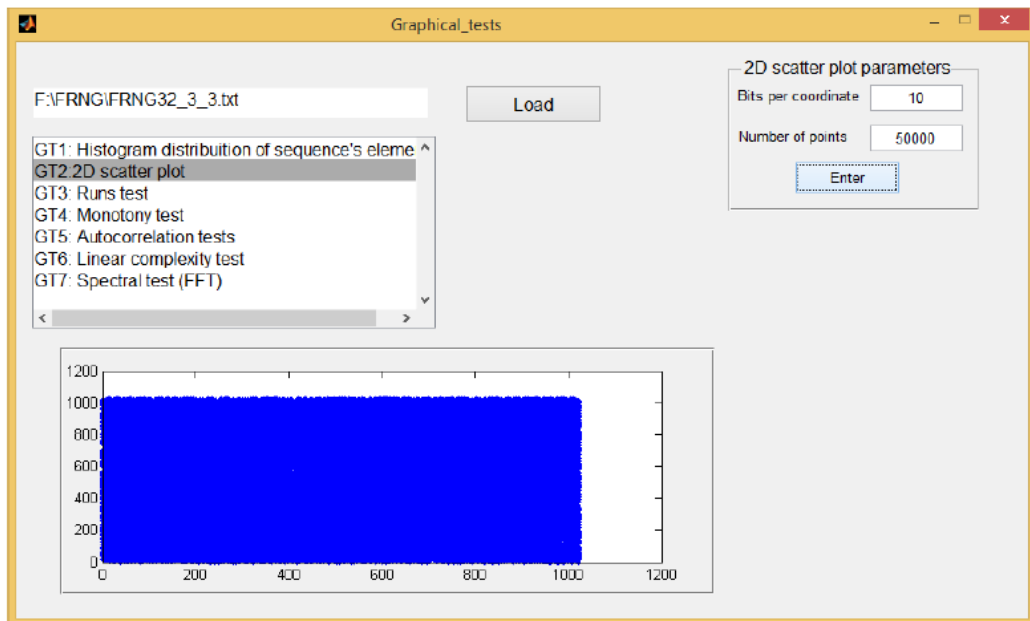 Graphical_tests
F:\FRNG\FRNG32_3_3.txt
Load
GT1: Histogram distribuition of sequence's eleme
GT2:2D scatter plot
GT3: Runs test
GT4: Monotony test
GT5: Autocorrelation tests
GT6: Linear complexity test
GT7: Spectral test (FFT)
2D scatter plot parameters
Bits per coordinate 10
Number of points 50000
Enter
1200
1000
800
600
400
200
0
0 200 400 600 800 1000 1200